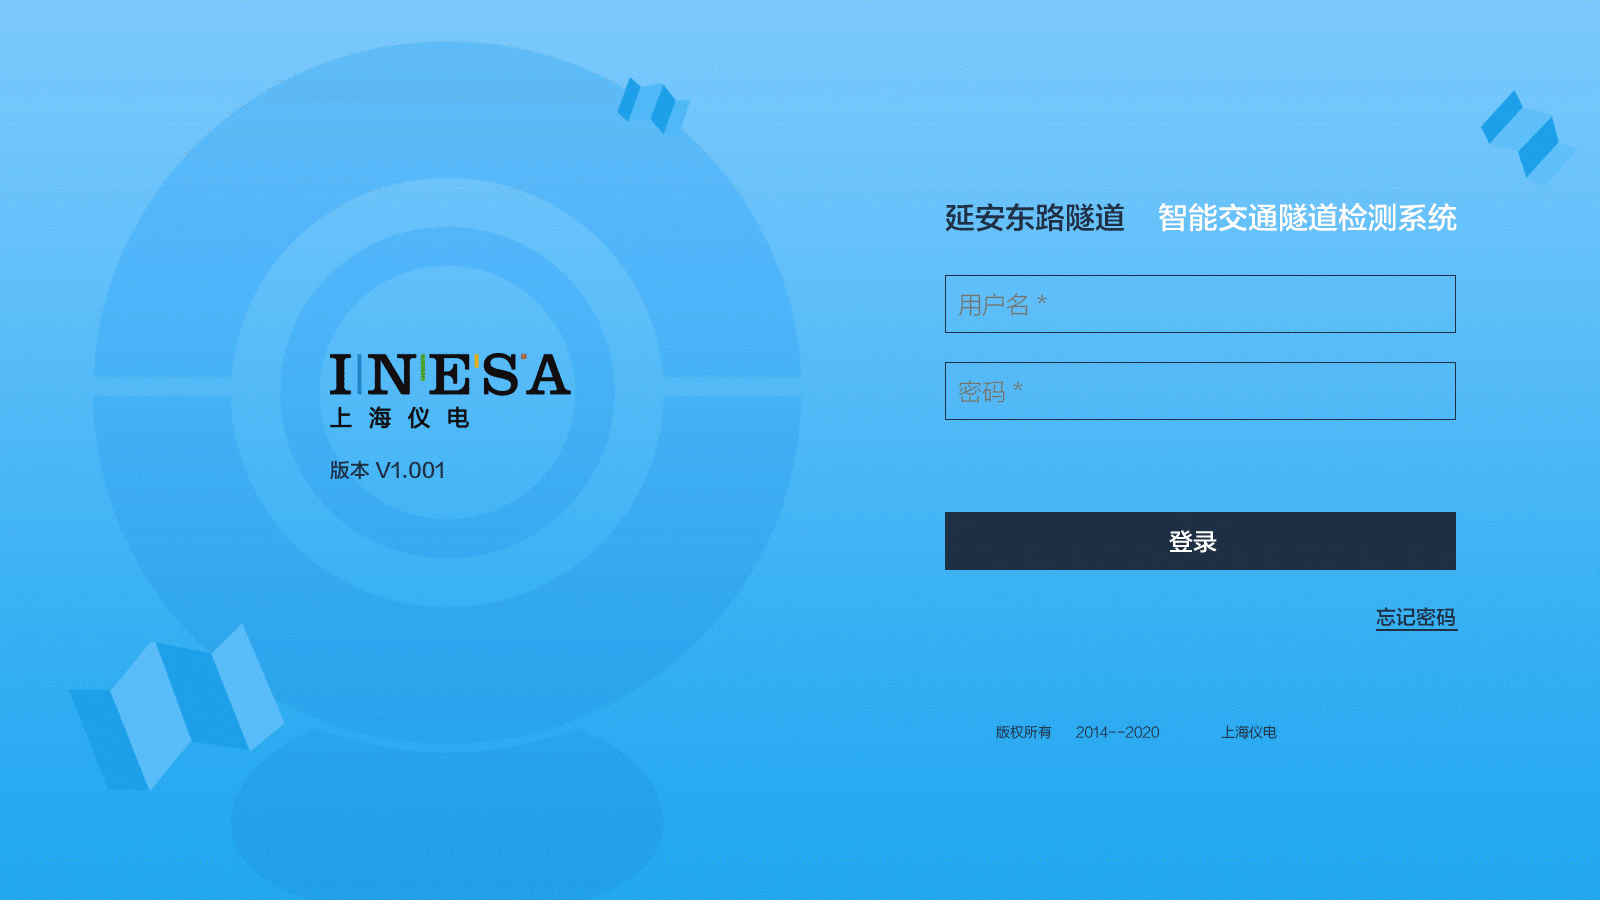 INESA
上海仪电
版本 V1.001
延安东路隧道 智能交通隧道检测系统
用户名 *
密码 *
登录
忘记密码
版权所有 2014--2020 上海仪电